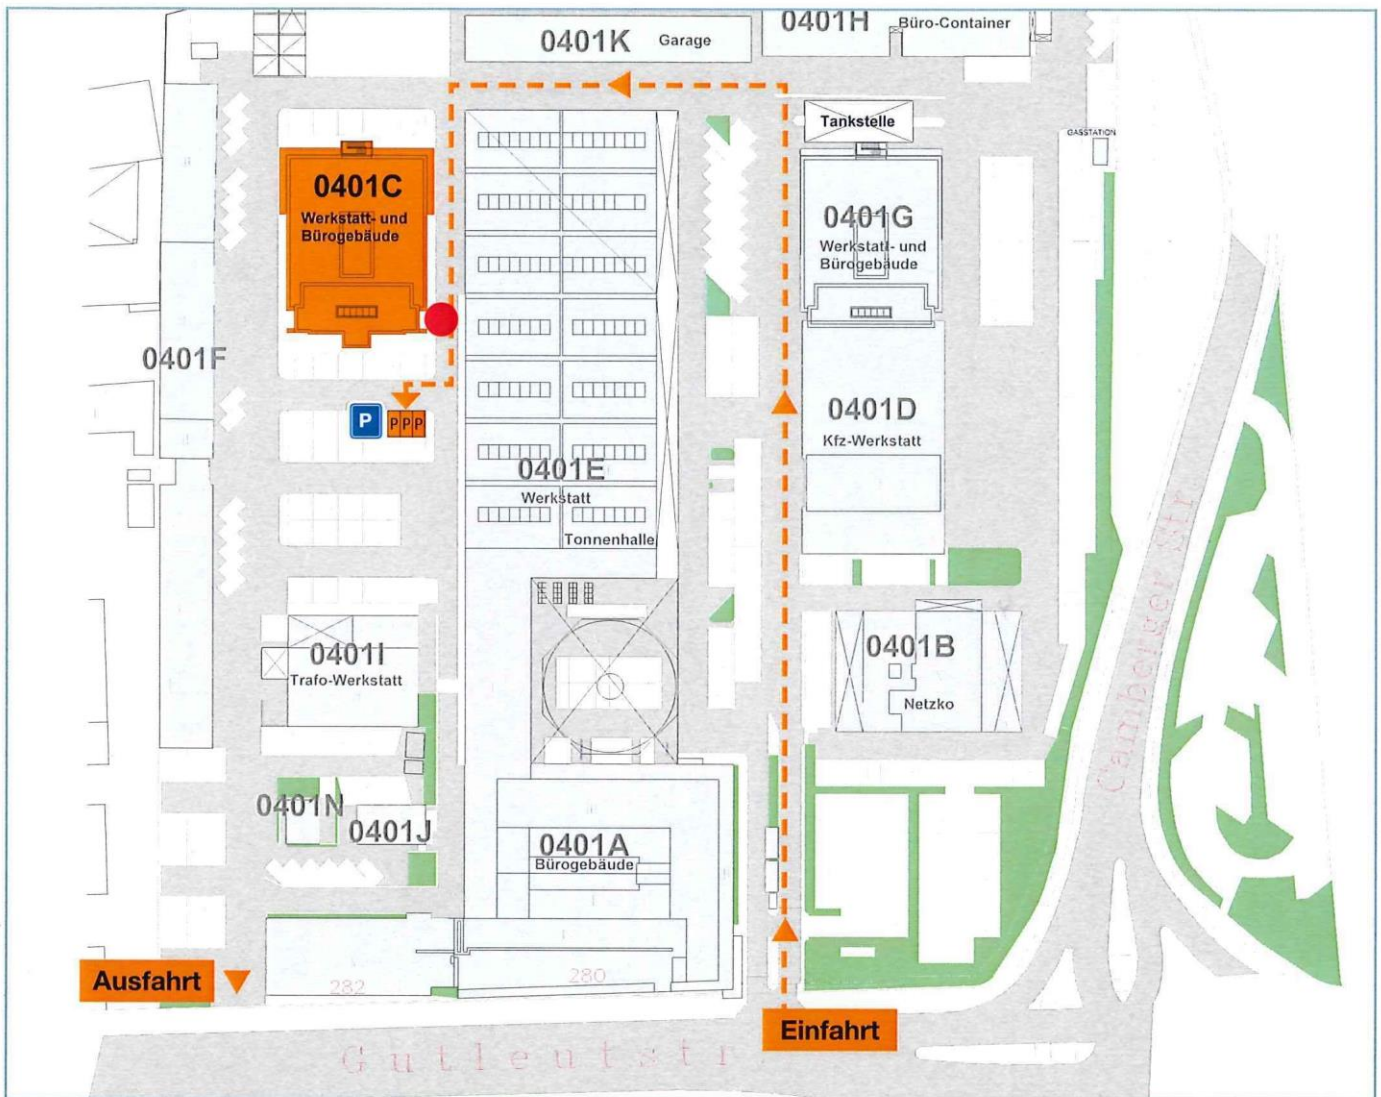 0401K Garage
0401H
Büro-Container
Tankstelle
GASSTATION
0401C
Werkstatt- und
Bürogebäude
0401G
Werkstatt- und
Bürogebäude
0401F
0401D
Kfz-Werkstatt
P
PPP
0401E
Werkstatt
Tonnenhalle
0401I
Trafo-Werkstatt
0401B
Netzko
Camberger Str
0401N
0401J
0401A
Bürogebäude
Ausfahrt
282
280
Einfahrt
Gutleutstr.